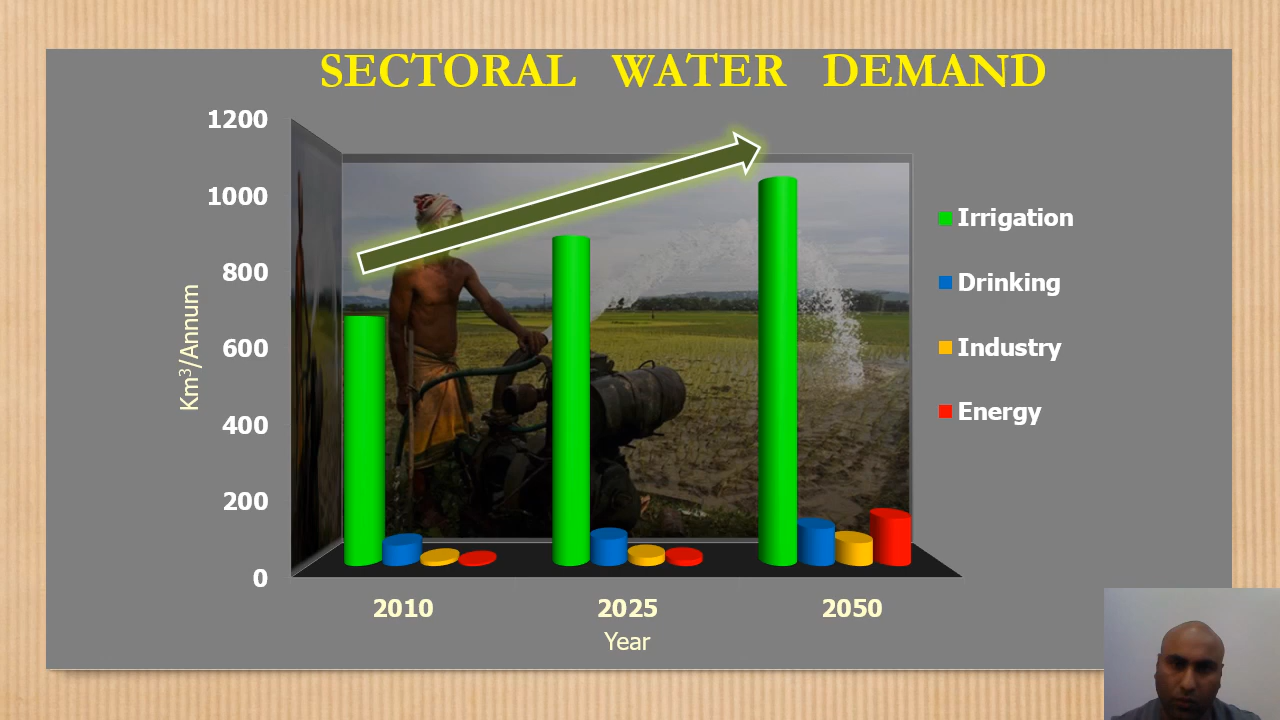 SECTORAL WATER DEMAND
1200
1000
800
600
400
200
0
Km³/Annum
2010 2025 2050
Year
Irrigation
Drinking
Industry
Energy